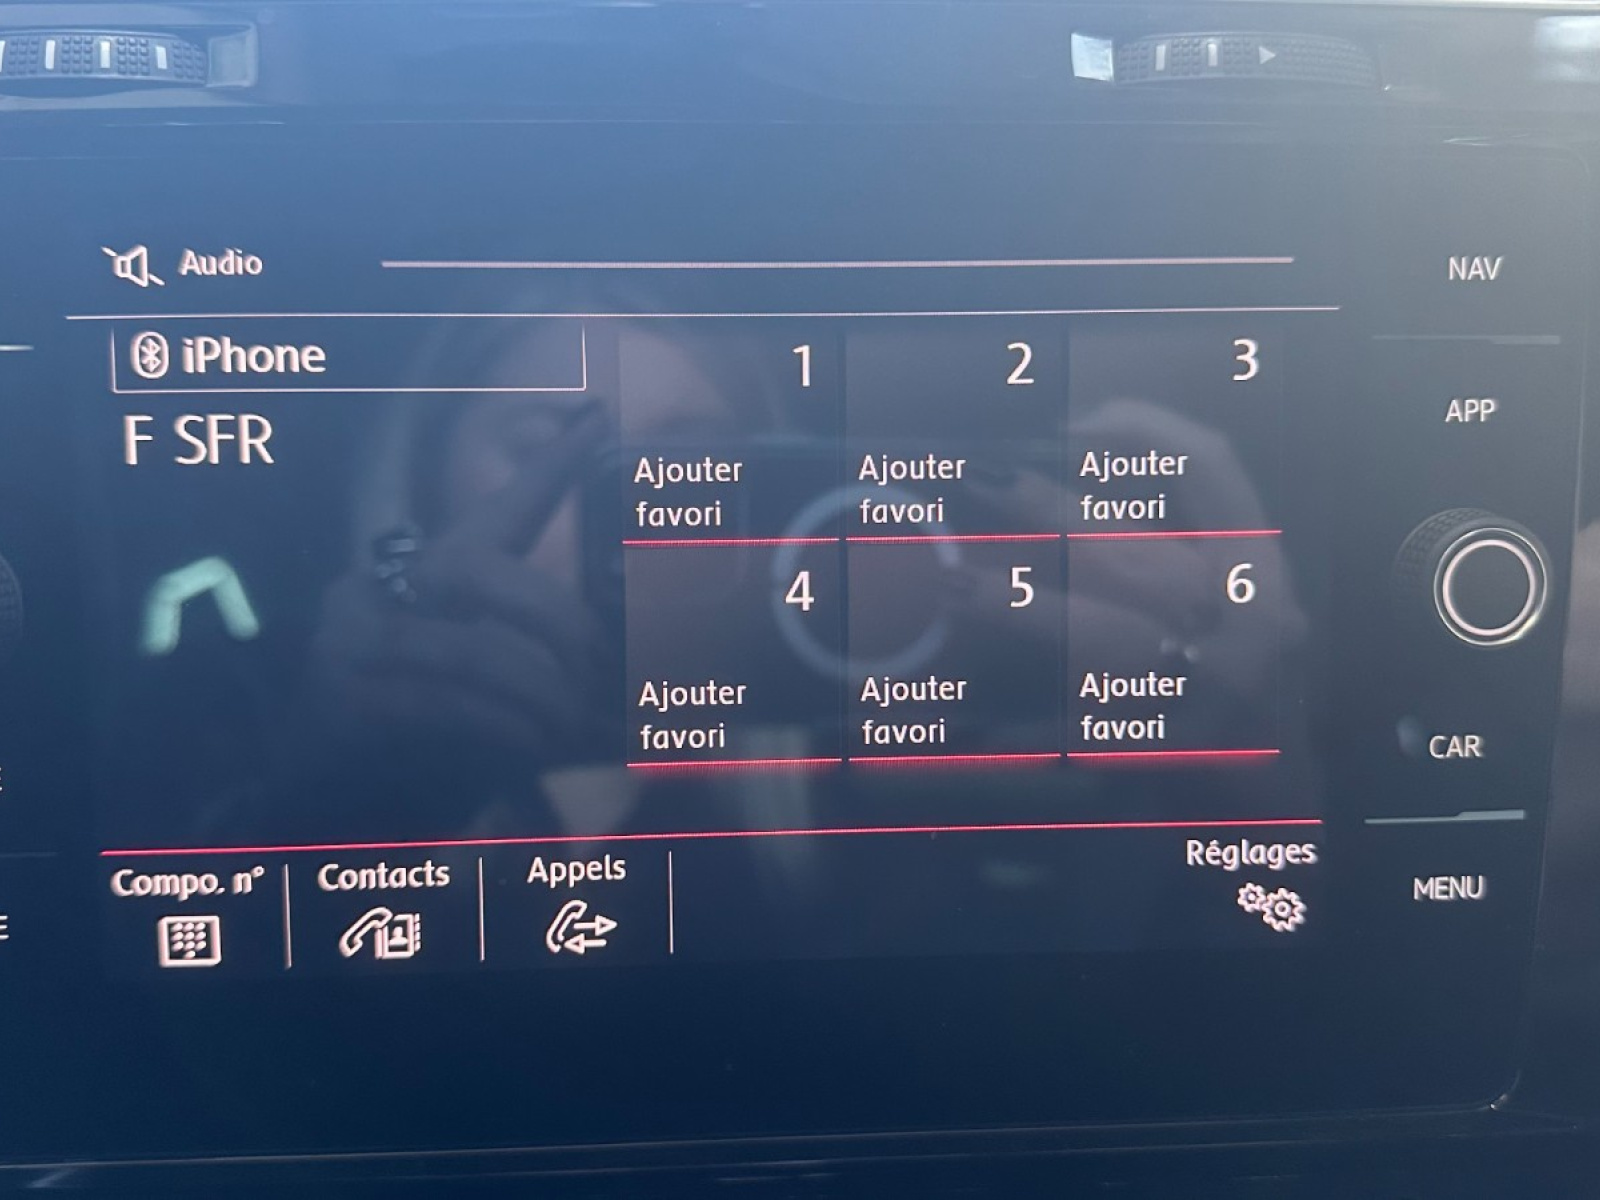 Audio
NAV
iPhone
F SFR
1
2
3
Ajouter
favori
Ajouter
favori
Ajouter
favori
APP
4
5
6
Ajouter
favori
Ajouter
favori
Ajouter
favori
CAR
Compo. n°
Contacts
Appels
Réglages
MENU